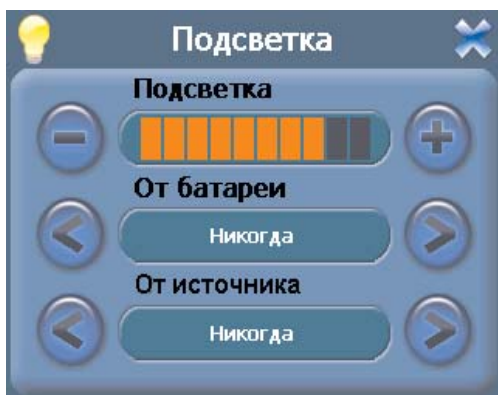 Подсветка
Подсветка
От батареи
Никогда
От источника
Никогда